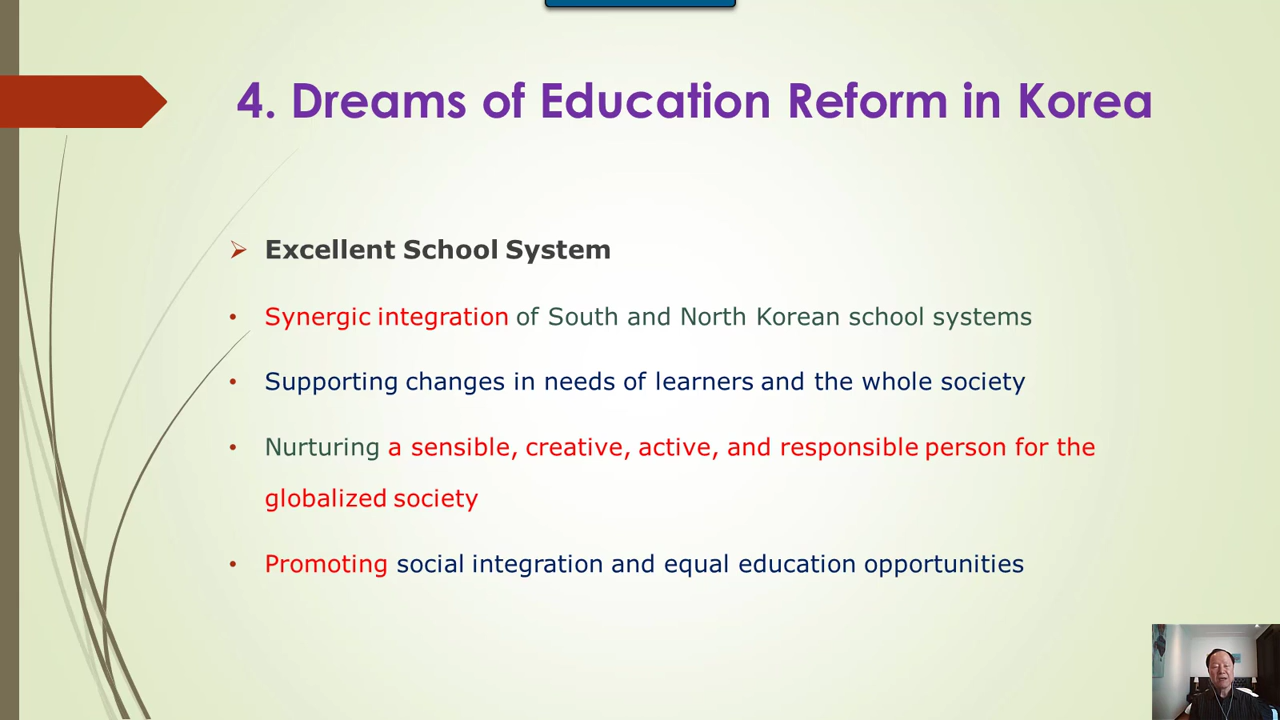 4. Dreams of Education Reform in Korea
Excellent School System
Synergic integration of South and North Korean school systems
Supporting changes in needs of learners and the whole society
Nurturing a sensible, creative, active, and responsible person for the
globalized society
Promoting social integration and equal education opportunities